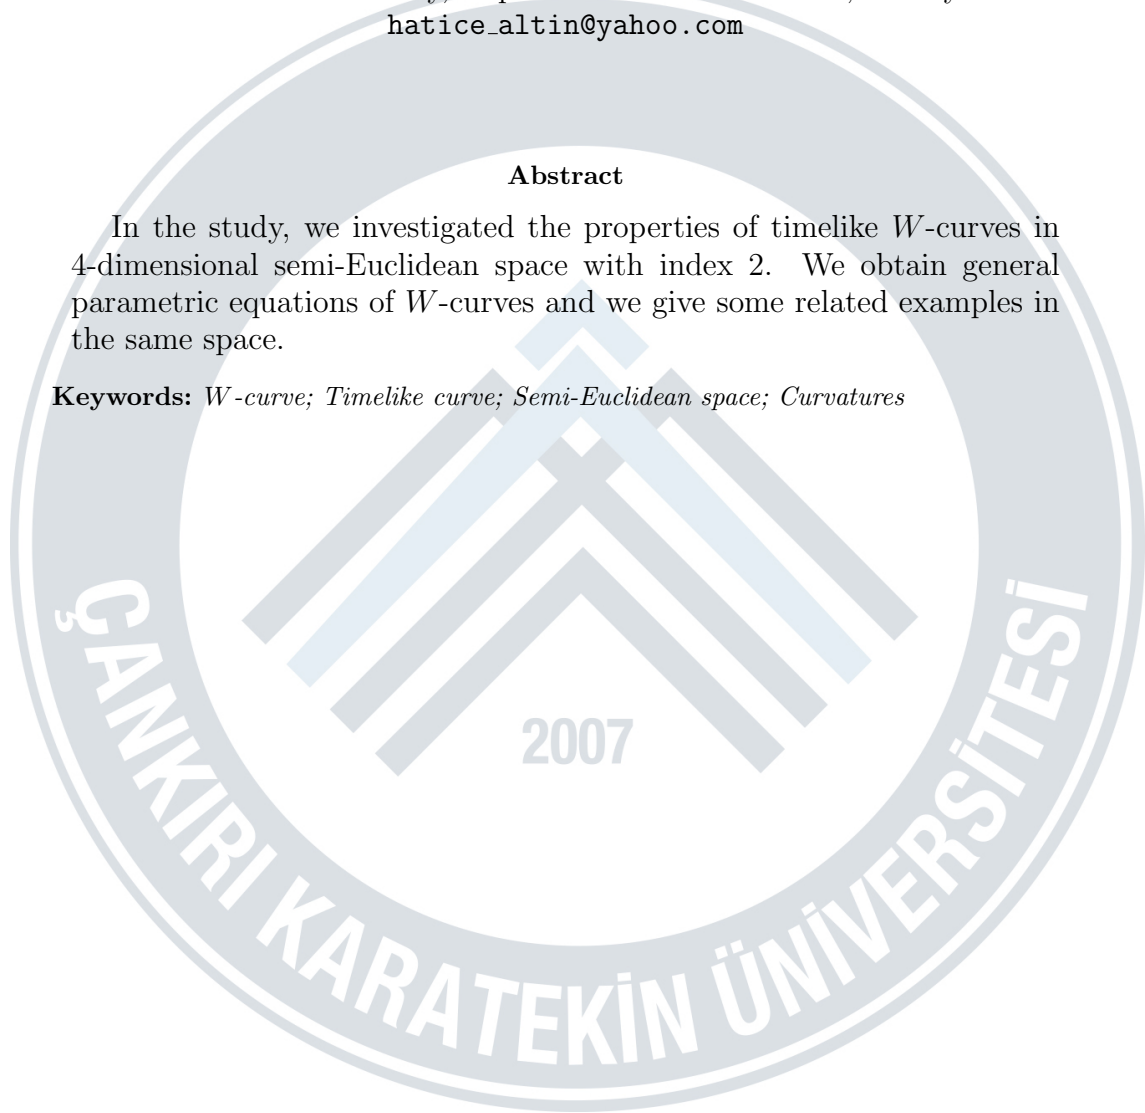 hatice_altin@yahoo.com
Abstract
In the study, we investigated the properties of timelike W-curves in
4-dimensional semi-Euclidean space with index 2. We obtain general
parametric equations of W-curves and we give some related examples in
the same space.
Keywords: W-curve; Timelike curve; Semi-Euclidean space; Curvatures
2007
ÇANKIRI KARATEKİN ÜNİVERSİTESİ